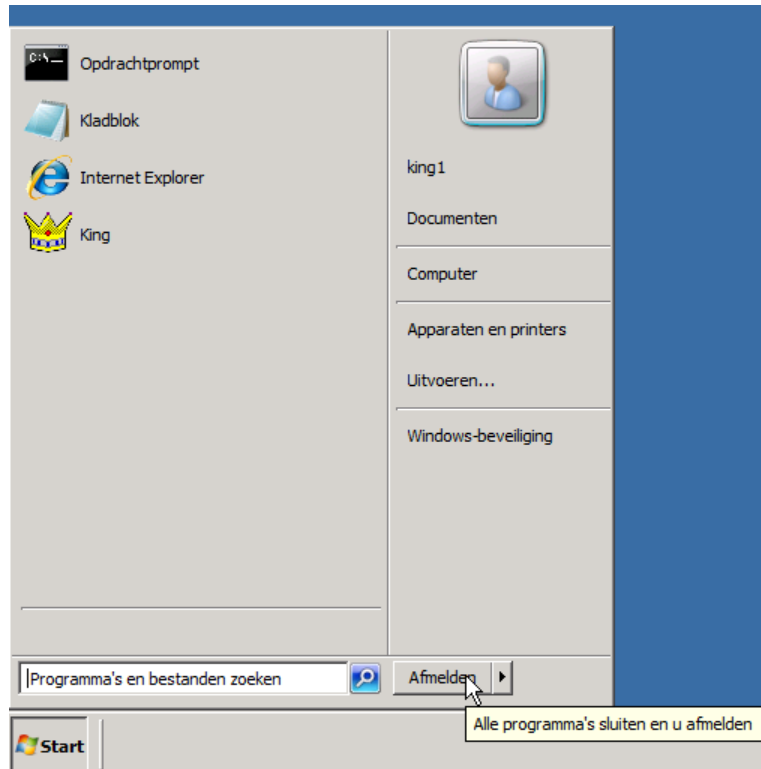 C:\_
Opdrachtprompt
Kladblok
Internet Explorer
King
king1
Documenten
Computer
Apparaten en printers
Uitvoeren...
Windows-beveiliging
Programma's en bestanden zoeken
Afmelden
Alle programma's sluiten en u afmelden
Start